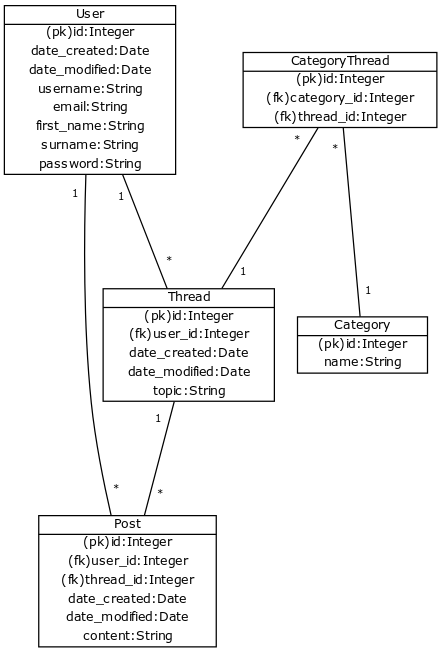 User
(pk)id:Integer
date_created:Date
date_modified:Date
username:String
email:String
first_name:String
surname:String
password:String
CategoryThread
(pk)id:Integer
(fk)category_id:Integer
(fk)thread_id:Integer
1
1
*
*
*
1
1
Thread
(pk)id:Integer
(fk)user_id:Integer
date_created:Date
date_modified:Date
topic:String
Category
(pk)id:Integer
name:String
1
*
*
Post
(pk)id:Integer
(fk)user_id:Integer
(fk)thread_id:Integer
date_created:Date
date_modified:Date
content:String